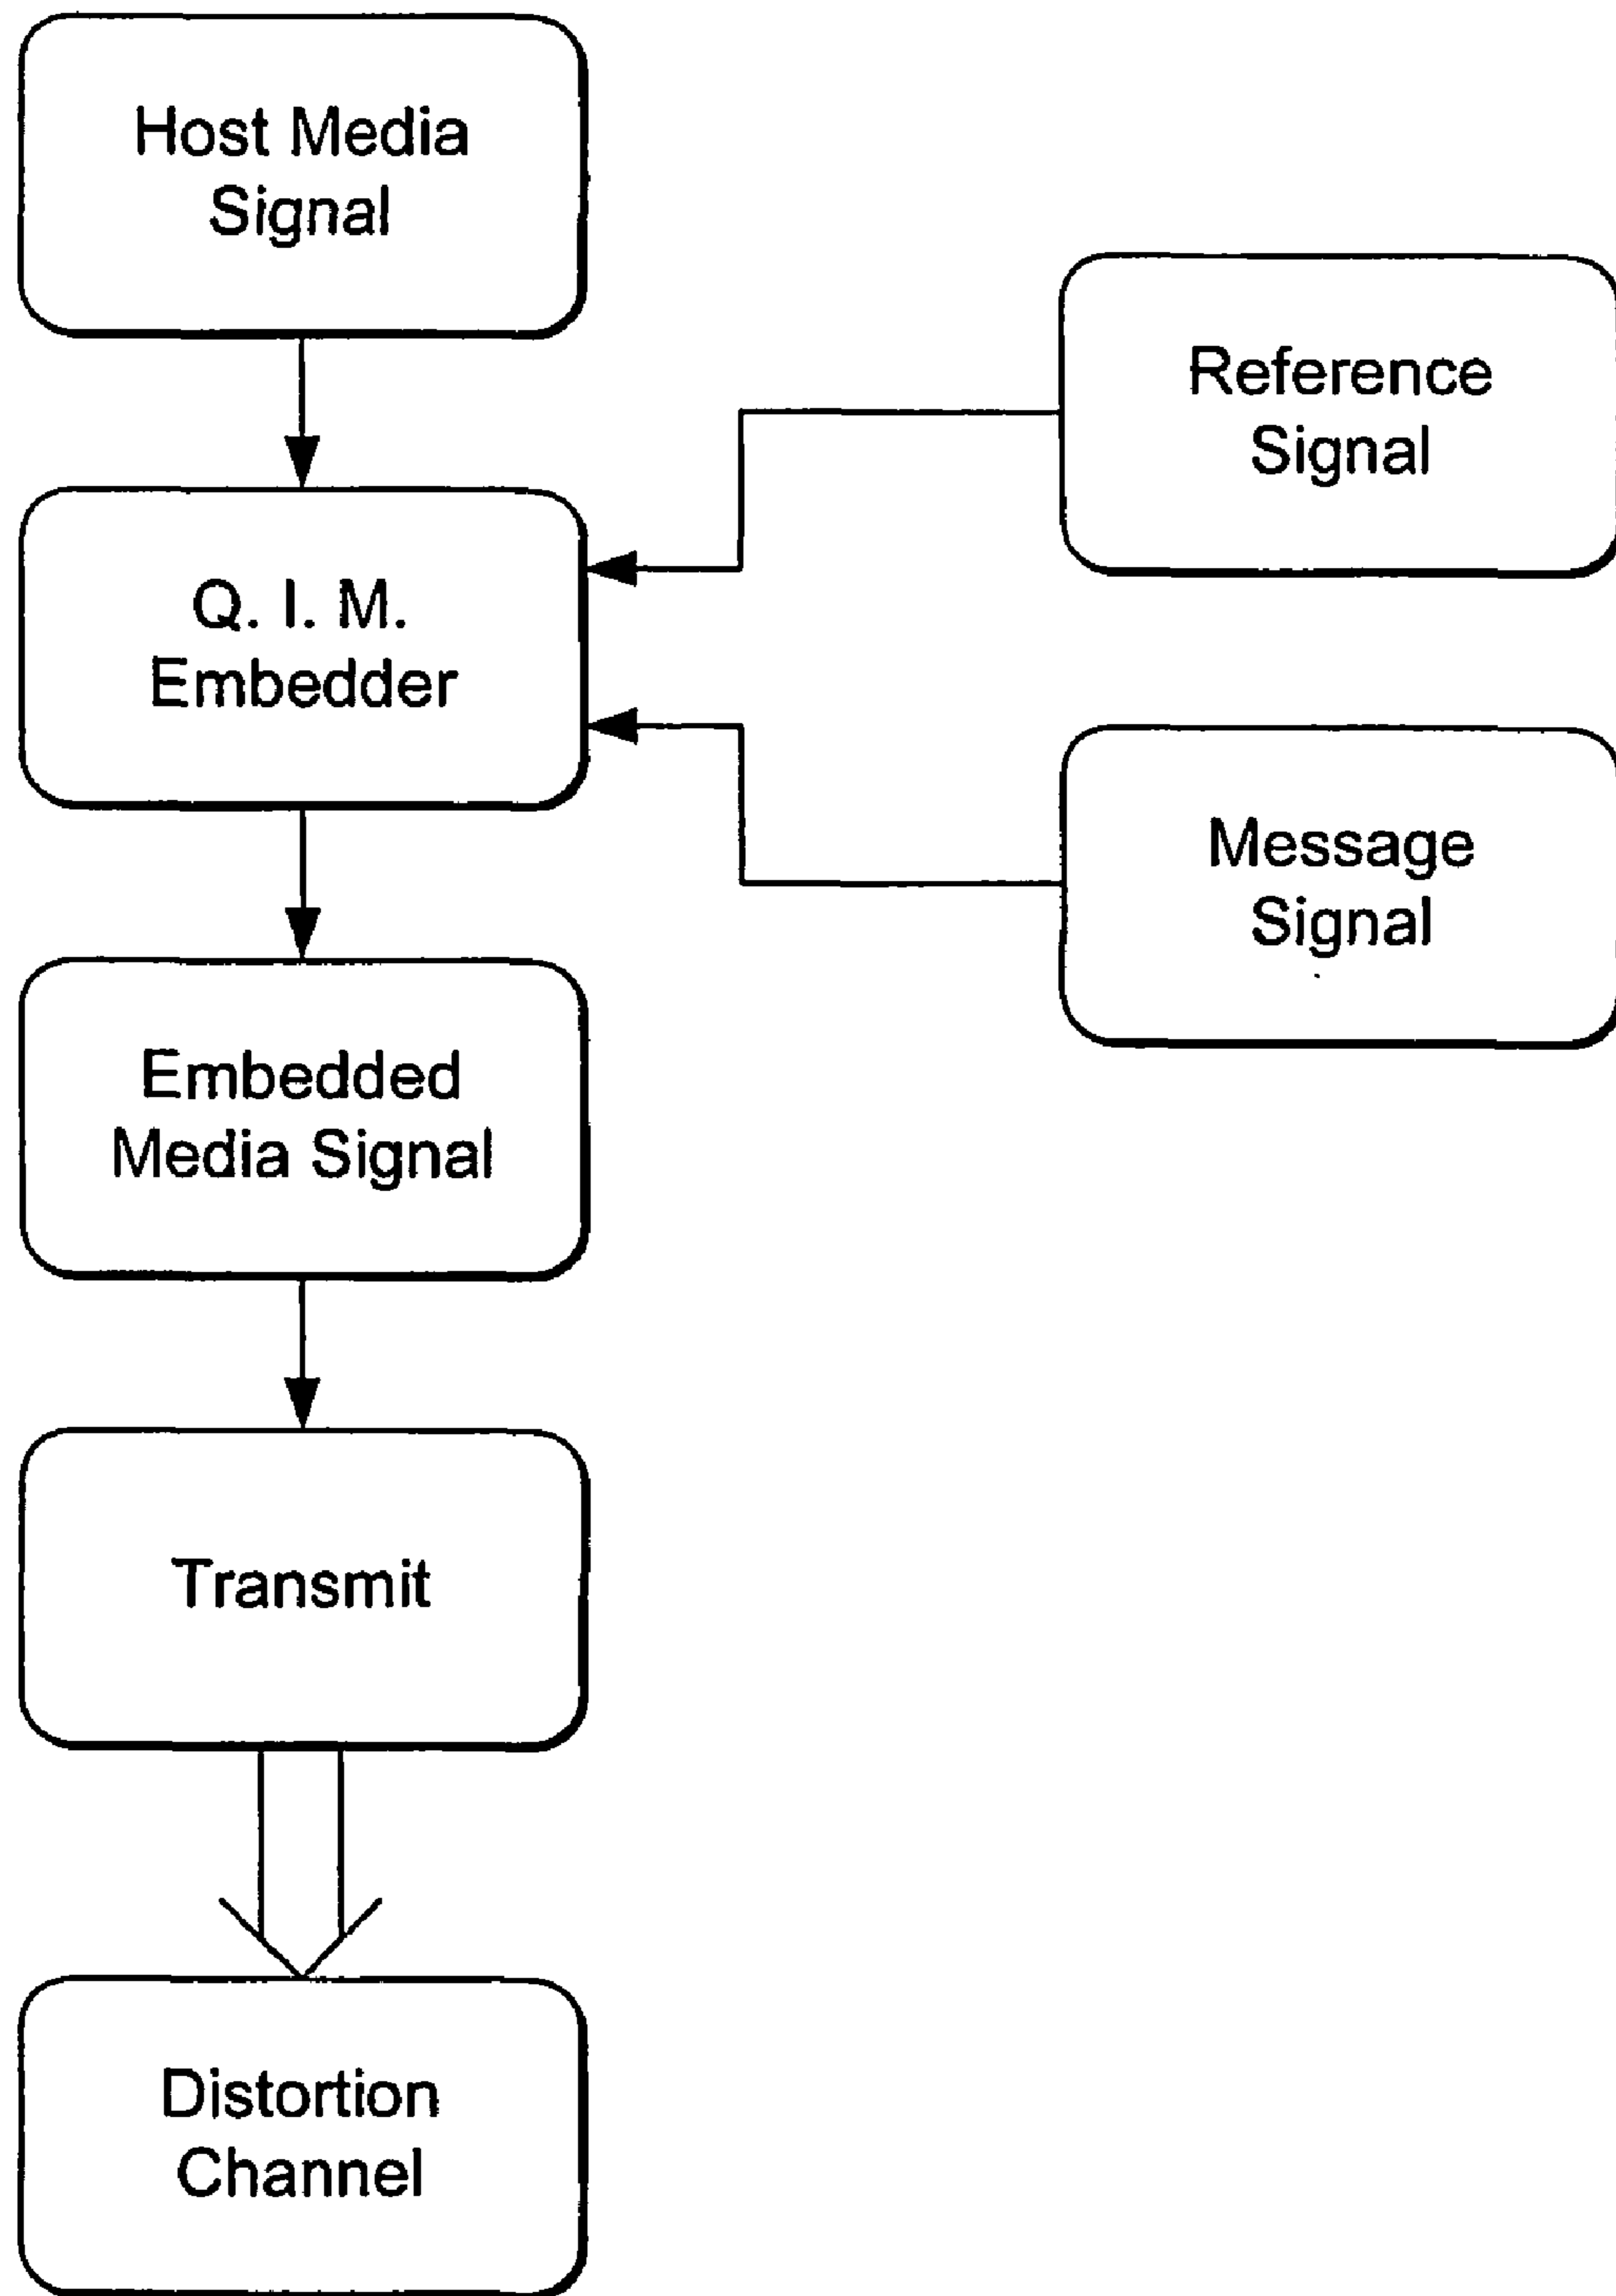 Host Media
Signal
Reference
Signal
Q. I. M.
Embedder
Message
Signal
Embedded
Media Signal
Transmit
Distortion
Channel